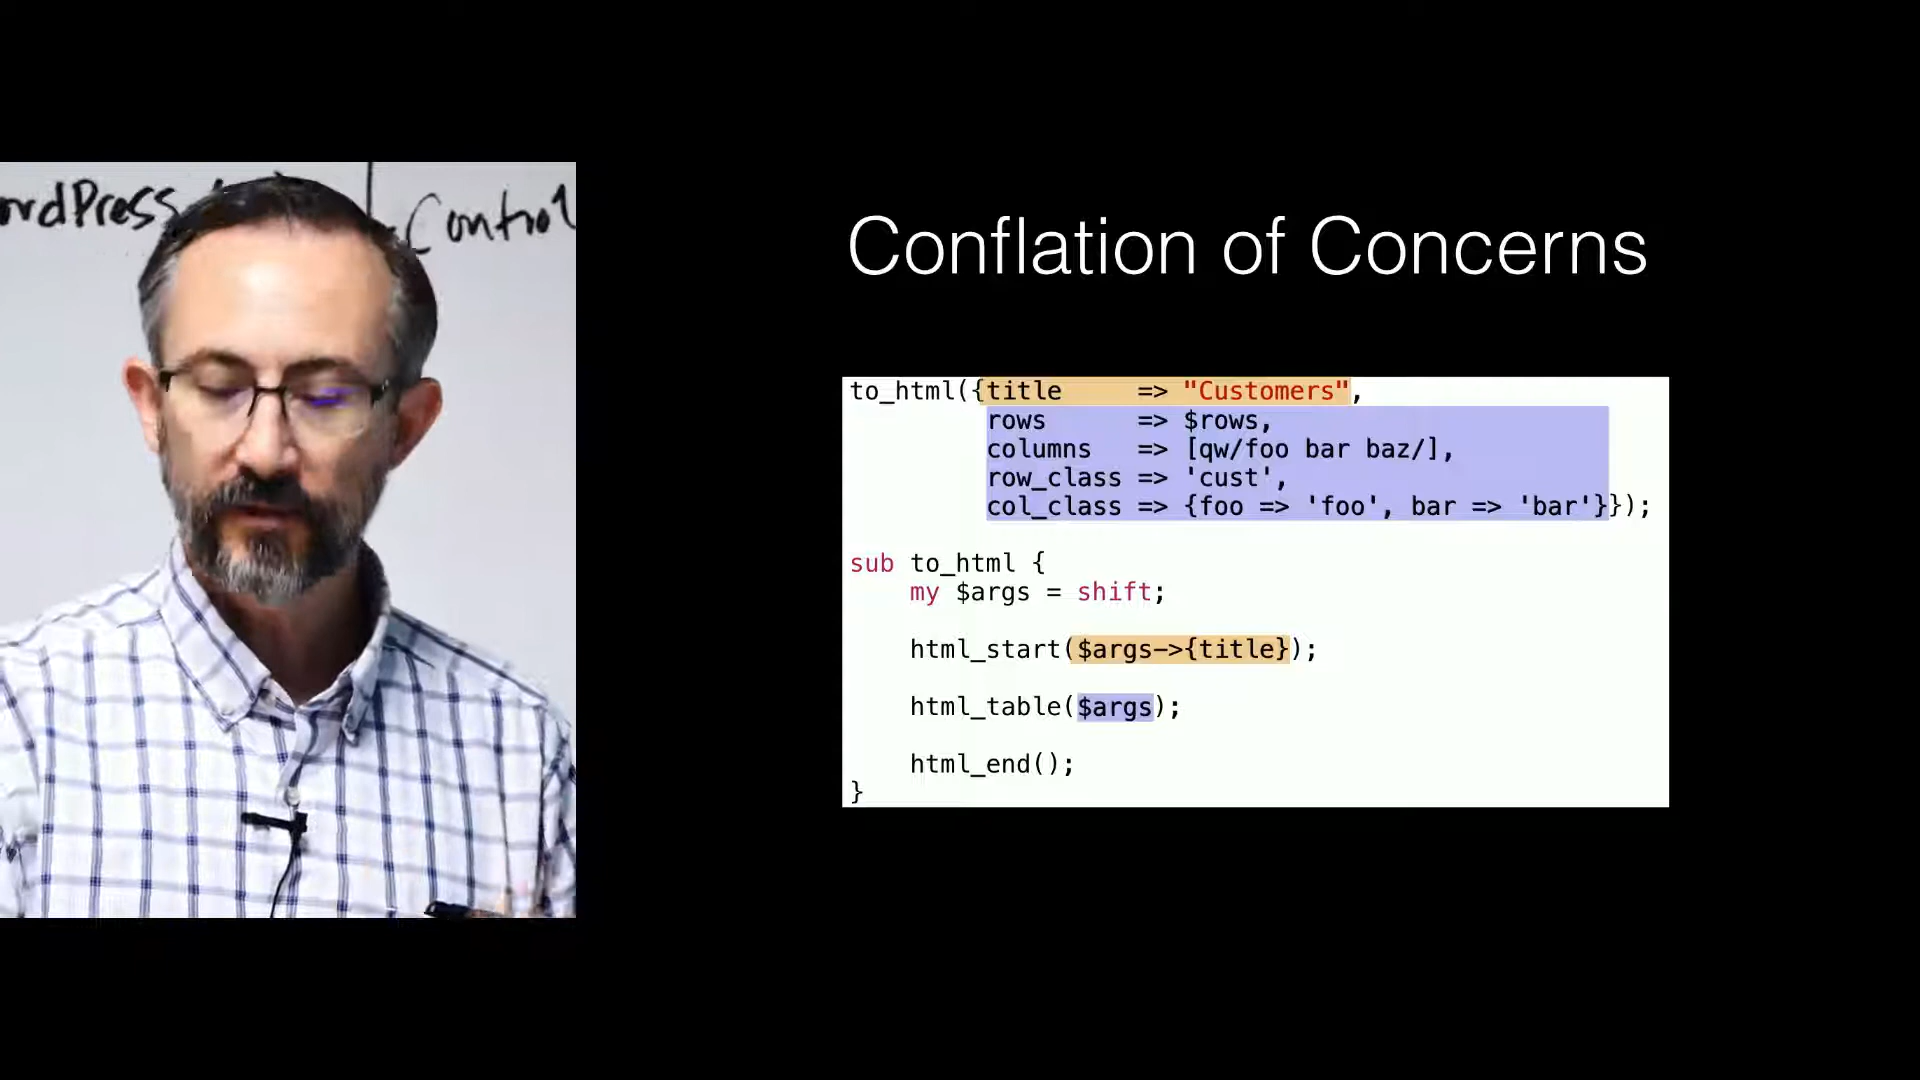 Conflation of Concerns
to_html({title     => "Customers",
         rows      => $rows,
         columns   => [qw/foo bar baz/],
         row_class => 'cust',
         col_class => {foo => 'foo', bar => 'bar'}});
sub to_html {
    my $args = shift;
    html_start($args->{title});
    html_table($args);
    html_end();
}